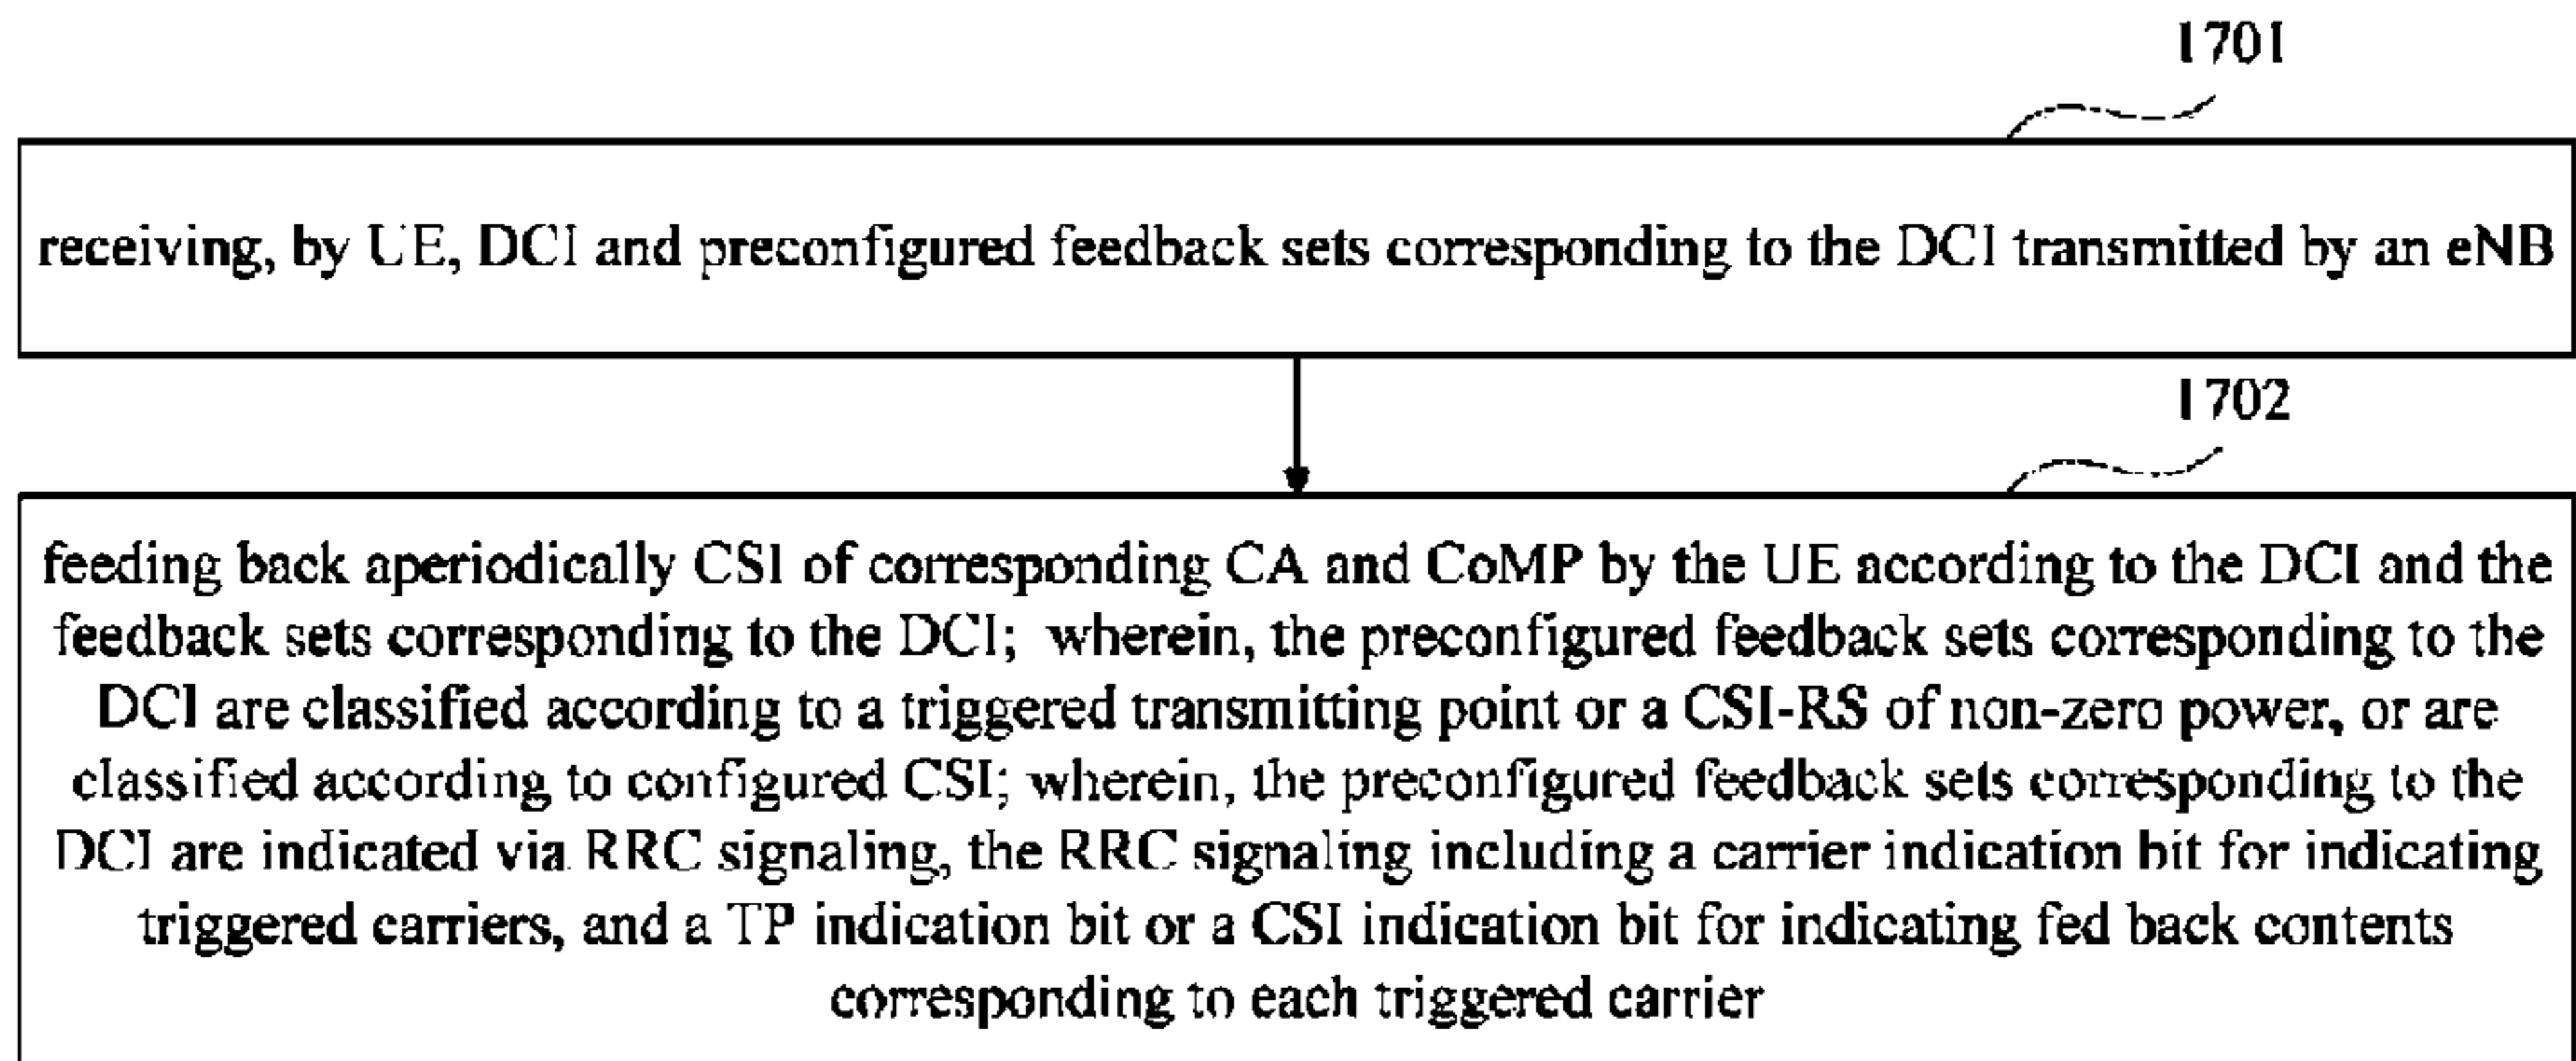 1701
receiving, by UE, DCI and preconfigured feedback sets corresponding to the DCI transmitted by an eNB
1702
feeding back aperiodically CSI of corresponding CA and CoMP by the UE according to the DCI and the
feedback sets corresponding to the DCI; wherein, the preconfigured feedback sets corresponding to the
DCI are classified according to a triggered transmitting point or a CSI-RS of non-zero power, or are
classified according to configured CSI; wherein, the preconfigured feedback sets corresponding to the
DCI are indicated via RRC signaling, the RRC signaling including a carrier indication bit for indicating
triggered carriers, and a TP indication bit or a CSI indication bit for indicating fed back contents
corresponding to each triggered carrier